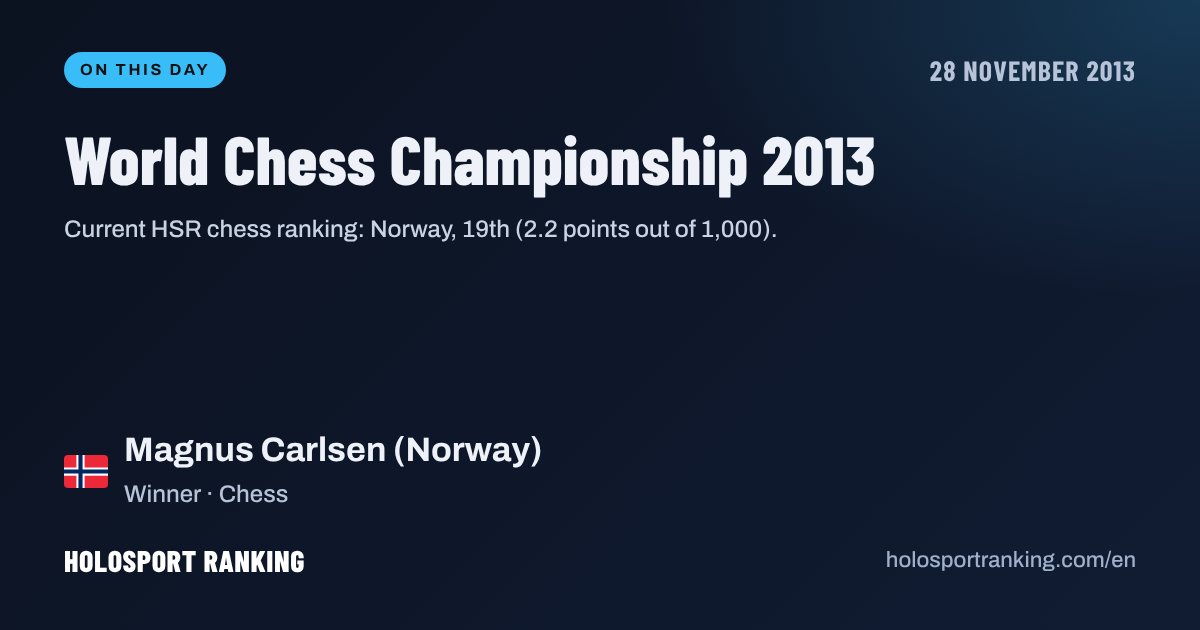 ON THIS DAY
28 NOVEMBER 2013
World Chess Championship 2013
Current HSR chess ranking: Norway, 19th (2.2 points out of 1,000).
Magnus Carlsen (Norway)
Winner · Chess
HOLOSPORT RANKING
holosportranking.com/en